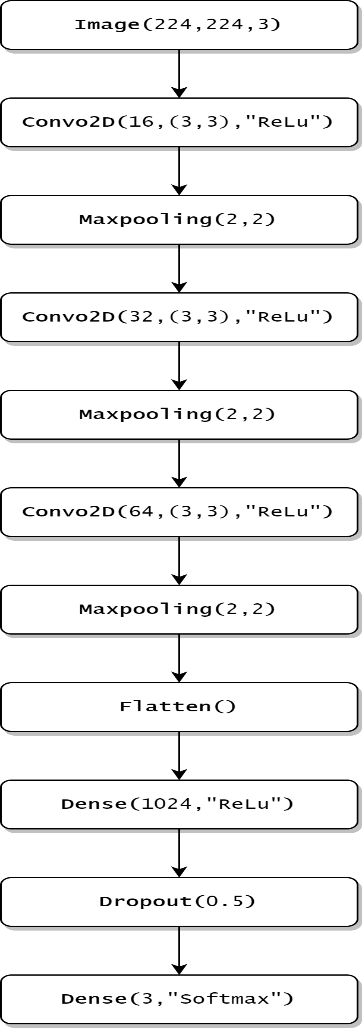 Image(224,224,3)
Convo2D(16,(3,3),"ReLu")
Maxpooling(2,2)
Convo2D(32,(3,3),"ReLu")
Maxpooling(2,2)
Convo2D(64,(3,3),"ReLu")
Maxpooling(2,2)
Flatten()
Dense(1024,"ReLu")
Dropout(0.5)
Dense(3,"Softmax")